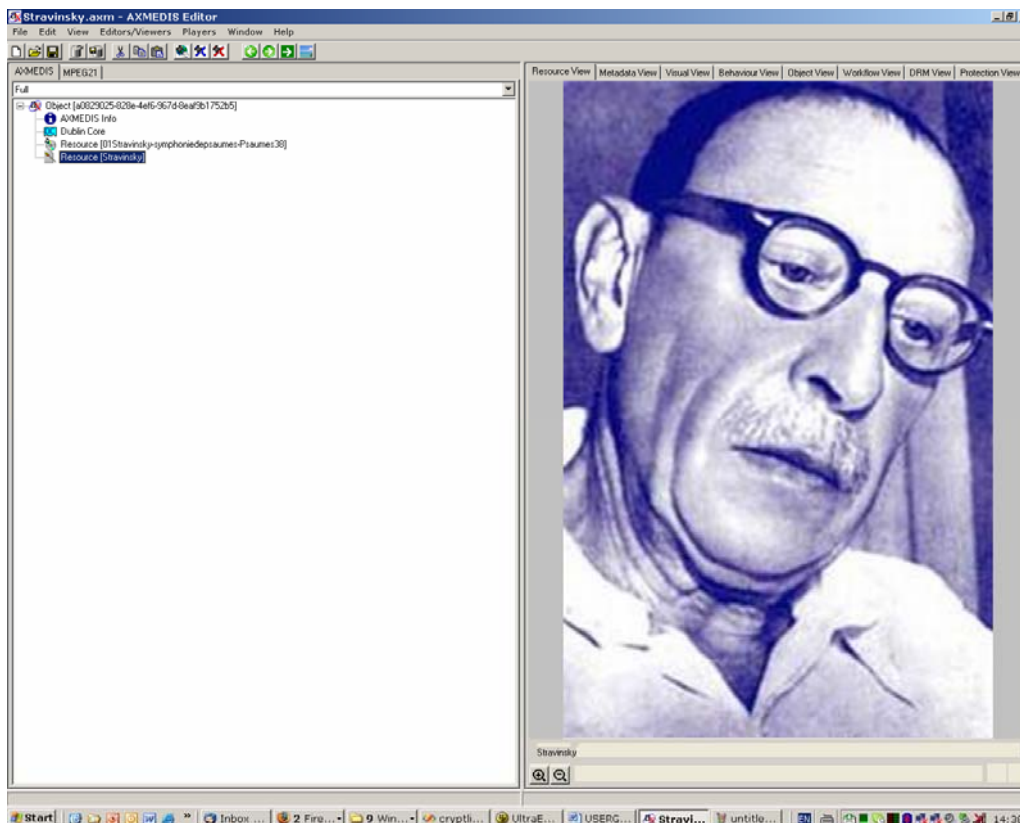 Stravinsky.axm - AXMEDIS Editor
File Edit View Editors/Viewers Players Window Help
AXMEDIS MPEG21
Full
Object [a0829025-828e-4ef6-967d-8eaf9b1752b5]
AXMEDIS Info
Dublin Core
Resource [01Stravinsky-symphoniedepsaumes-Psaumes38]
Resource [Stravinsky]
Resource View Metadata View Visual View Behaviour View Object View Workflow View DRM View Protection View
Stravinsky
Start » Inbox ... 2 Fire... 9 Win... cryptli... UltraE... USERG... Stravi... untitle... EN 14:30